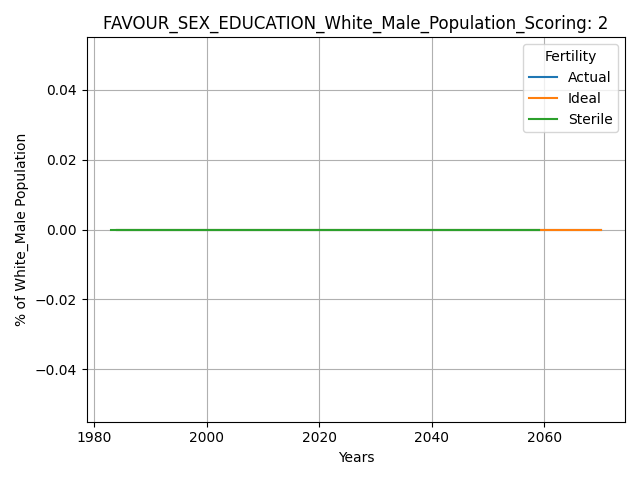 FAVOUR_SEX_EDUCATION_White_Male_Population_Scoring: 2
Fertility
Actual
Ideal
Sterile
% of White_Male Population
0.04
0.02
0.00
−0.02
−0.04
1980
2000
2020
2040
2060
Years